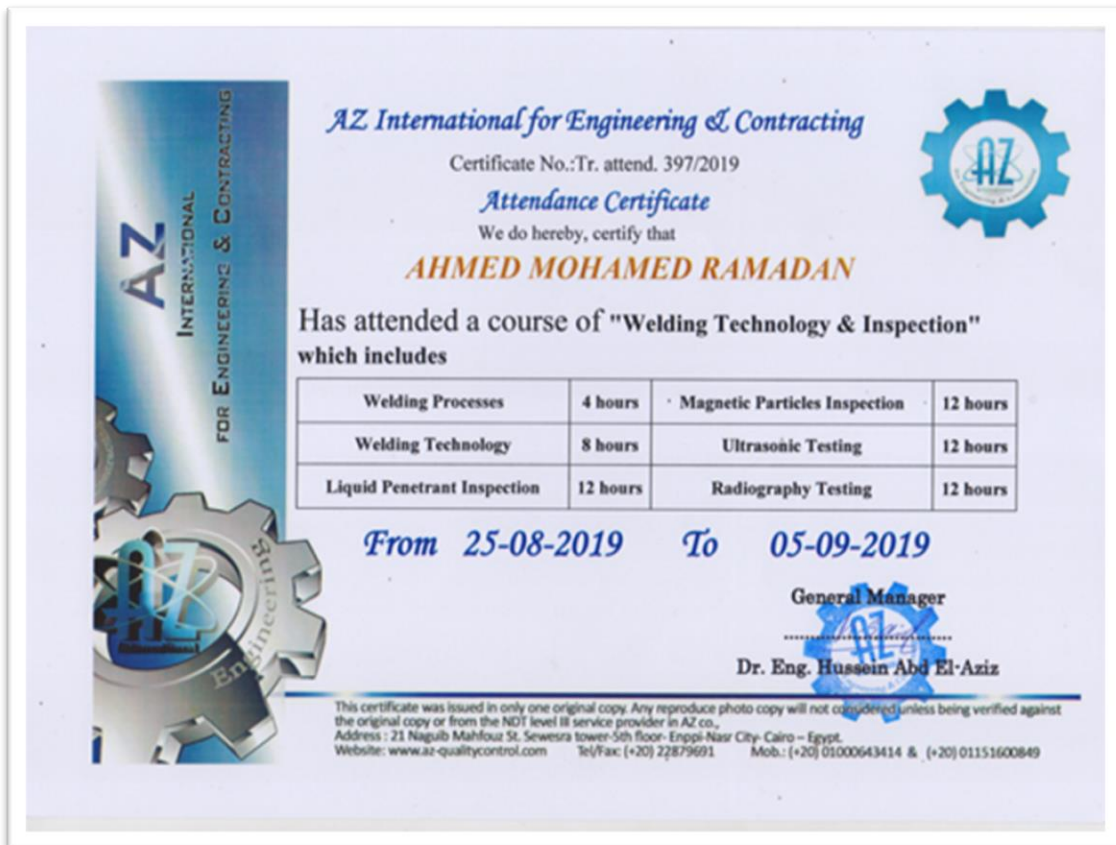 AZ
INTERNATIONAL
FOR ENGINEERING & CONTRACTING
AZ International for Engineering & Contracting
Certificate No.:Tr. attend. 397/2019
Attendance Certificate
We do hereby, certify that
AHMED MOHAMED RAMADAN
Has attended a course of "Welding Technology & Inspection"
which includes
Welding Processes 4 hours Magnetic Particles Inspection 12 hours
Welding Technology 8 hours Ultrasonic Testing 12 hours
Liquid Penetrant Inspection 12 hours Radiography Testing 12 hours
From 25-08-2019 To 05-09-2019
General Manager
Dr. Eng. Hussein Abd El-Aziz
This certificate was issued in only one original copy. Any reproduce photo copy will not considered unless being verified against
the original copy or from the NDT level III service provider in AZ co.,
Address : 21 Naguib Mahfouz St. Sewesra tower-5th floor- Enppi-Nasr City- Cairo – Egypt.
Website: www.az-qualitycontrol.com Tel/Fax: (+20) 22879691 Mob.: (+20) 01000643414 & (+20) 01151600849
AZ
AZ
Engineering
AZ